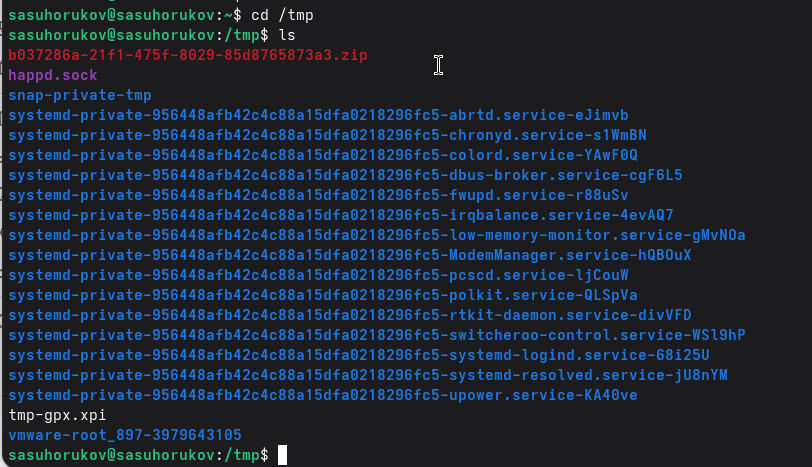 sasuhorukov@sasuhorukov:~$ cd /tmp
sasuhorukov@sasuhorukov:/tmp$ ls
b037286a-21f1-475f-8029-85d8765873a3.zip
happd.sock
snap-private-tmp
systemd-private-956448afb42c4c88a15dfa0218296fc5-abrtd.service-eJimvb
systemd-private-956448afb42c4c88a15dfa0218296fc5-chronyd.service-s1WmBN
systemd-private-956448afb42c4c88a15dfa0218296fc5-colord.service-YAwF0Q
systemd-private-956448afb42c4c88a15dfa0218296fc5-dbus-broker.service-cgF6L5
systemd-private-956448afb42c4c88a15dfa0218296fc5-fwupd.service-r88uSv
systemd-private-956448afb42c4c88a15dfa0218296fc5-irqbalance.service-4evAQ7
systemd-private-956448afb42c4c88a15dfa0218296fc5-low-memory-monitor.service-gMvNOa
systemd-private-956448afb42c4c88a15dfa0218296fc5-ModemManager.service-hQBOuX
systemd-private-956448afb42c4c88a15dfa0218296fc5-pcscd.service-ljCouW
systemd-private-956448afb42c4c88a15dfa0218296fc5-polkit.service-QLSpVa
systemd-private-956448afb42c4c88a15dfa0218296fc5-rtkit-daemon.service-divVFD
systemd-private-956448afb42c4c88a15dfa0218296fc5-switcheroo-control.service-WSl9hP
systemd-private-956448afb42c4c88a15dfa0218296fc5-systemd-logind.service-68i25U
systemd-private-956448afb42c4c88a15dfa0218296fc5-systemd-resolved.service-jU8nYM
systemd-private-956448afb42c4c88a15dfa0218296fc5-upower.service-KA40ve
tmp-gpx.xpi
vmware-root_897-3979643105
sasuhorukov@sasuhorukov:/tmp$